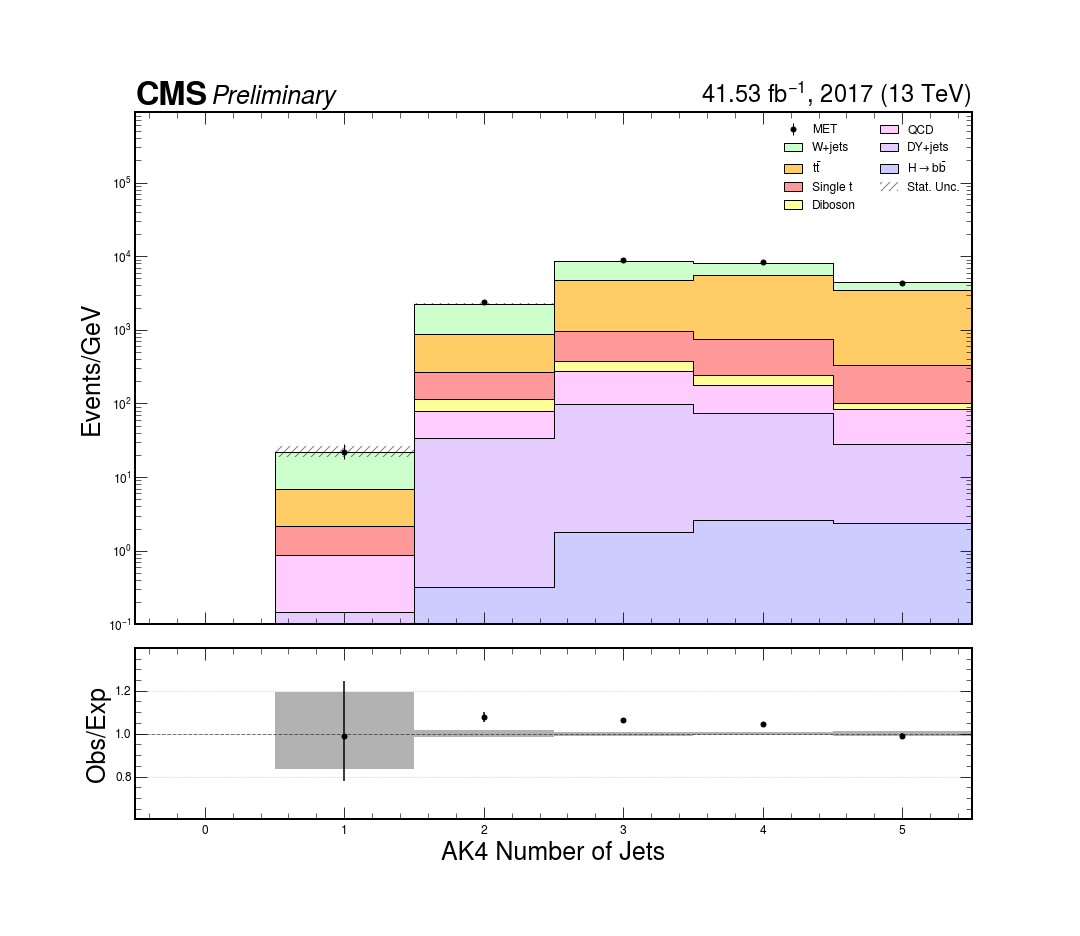 CMS Preliminary
41.53 fb⁻¹, 2017 (13 TeV)
MET
W+jets
tt̄
Single t
Diboson
QCD
DY+jets
H→bb̄
Stat. Unc.
Events/GeV
10⁵
10⁴
10³
10²
10¹
10⁰
10⁻¹
Obs/Exp
1.2
1.0
0.8
0 1 2 3 4 5
AK4 Number of Jets